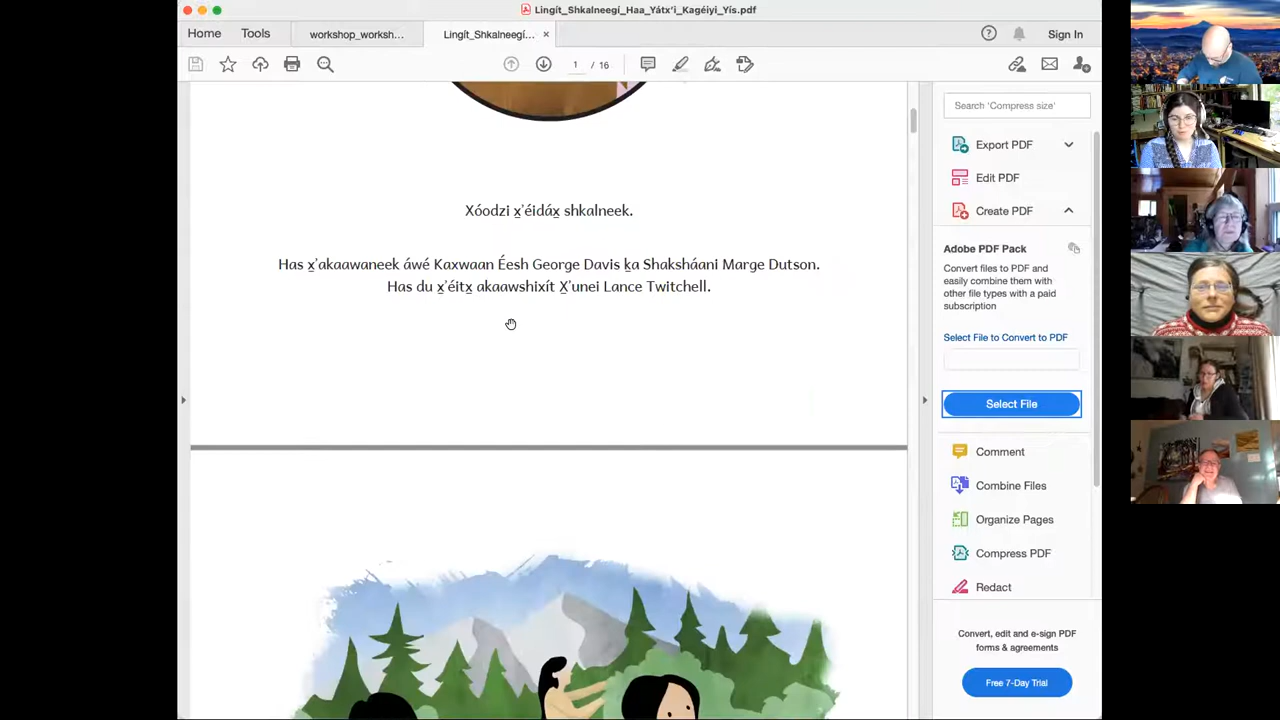 Lingít_Shkalneegi_Haa_Yátx’i_Kagéiyi_Yís.pdf
Home
Tools
workshop_worksh...
Lingít_Shkalneegi...
Sign In
1 / 16
Search ‘Compress size’
Export PDF
Edit PDF
Create PDF
Adobe PDF Pack
Convert files to PDF and
easily combine them with
other file types with a paid
subscription
Select File to Convert to PDF
Select File
Comment
Combine Files
Organize Pages
Compress PDF
Redact
Convert, edit and e-sign PDF
forms & agreements
Free 7-Day Trial
Xóodzi x̱’éidáx̱ shkalneek.
Has x̱’akaawaneek áwé Kaxwaan Éesh George Davis ḵa Shaksháani Marge Dutson.
Has du x̱’éitx̱ akaawshixít X̱’unei Lance Twitchell.